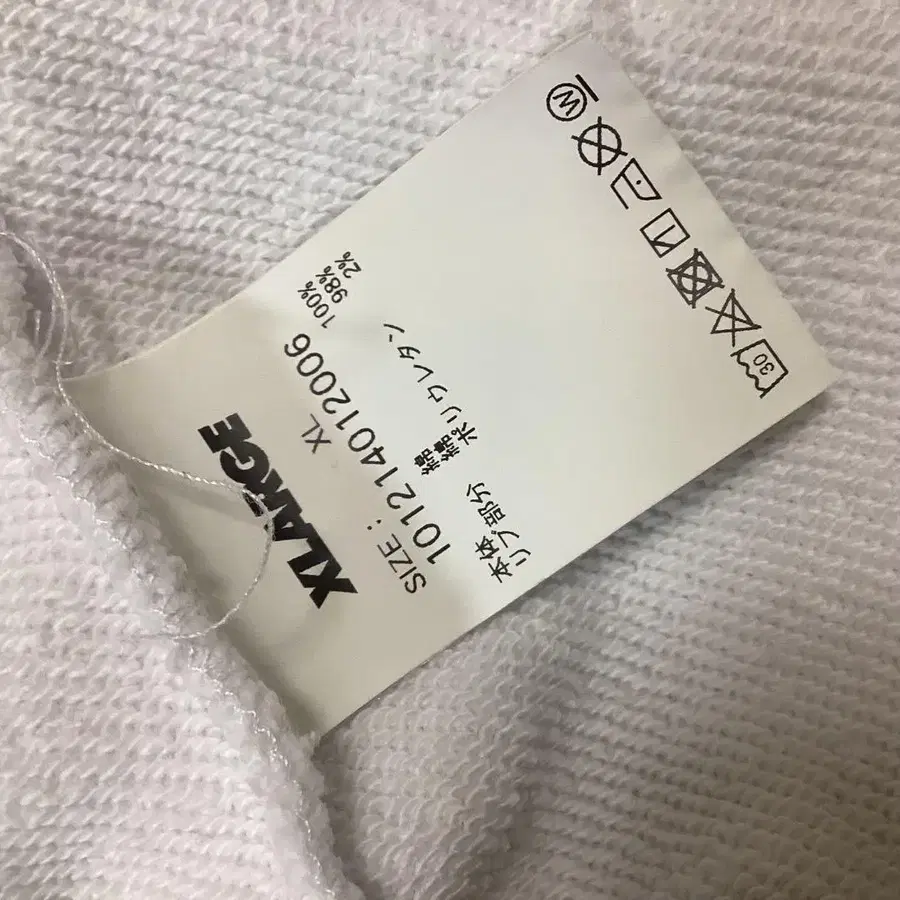 XLARGE
SIZE: XL
101214012006
本体 綿 100%
リブ部分 綿 98%
ポリウレタン 2%
30
W